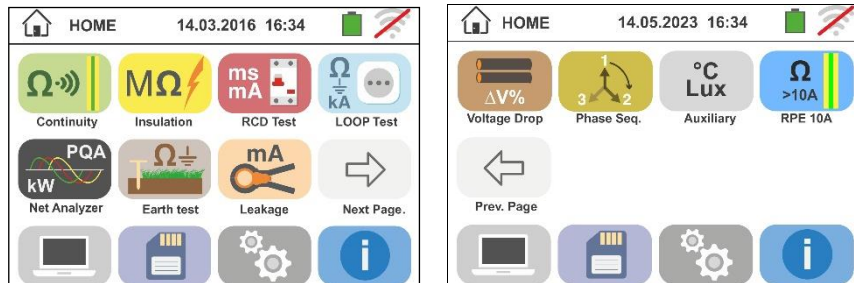 HOME 14.03.2016 16:34
Ω MΩ ms mA Ω kA
Continuity Insulation RCD Test LOOP Test
PQA kW Ω mA
Net Analyzer Earth test Leakage Next Page.
i
HOME 14.05.2023 16:34
ΔV% 1 2 3 °C Lux Ω >10A
Voltage Drop Phase Seq. Auxiliary RPE 10A
Prev. Page
i